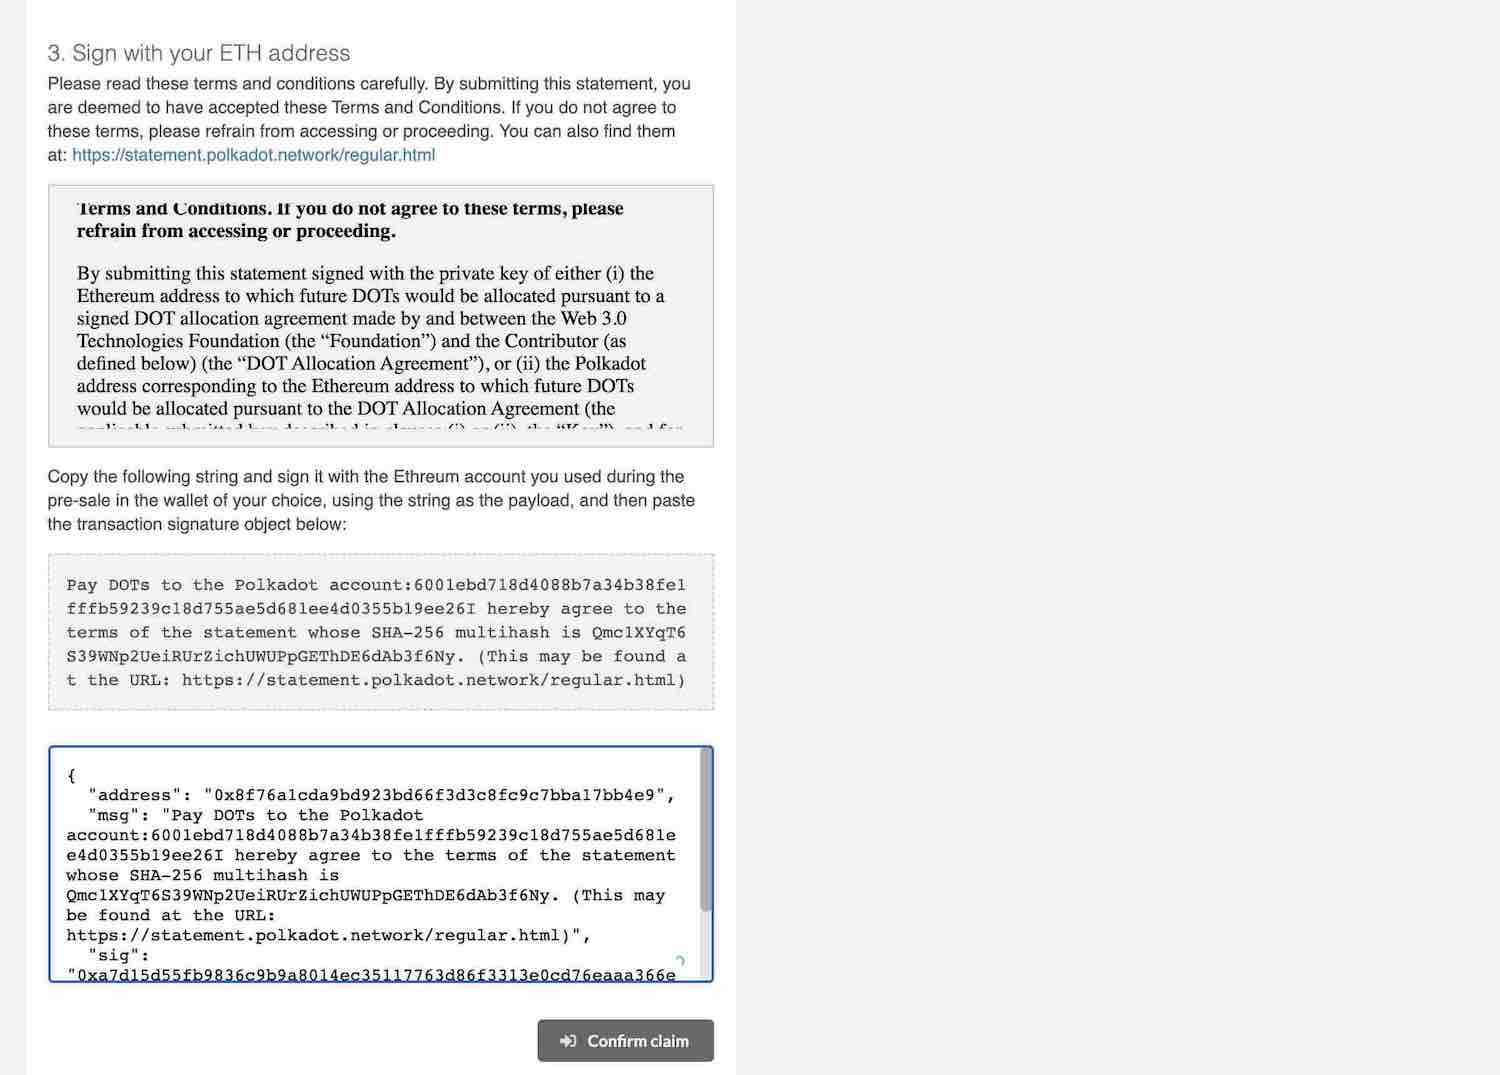 3. Sign with your ETH address
Please read these terms and conditions carefully. By submitting this statement, you
are deemed to have accepted these Terms and Conditions. If you do not agree to
these terms, please refrain from accessing or proceeding. You can also find them
at: https://statement.polkadot.network/regular.html
Terms and Conditions. If you do not agree to these terms, please
refrain from accessing or proceeding.
By submitting this statement signed with the private key of either (i) the
Ethereum address to which future DOTs would be allocated pursuant to a
signed DOT allocation agreement made by and between the Web 3.0
Technologies Foundation (the “Foundation”) and the Contributor (as
defined below) (the “DOT Allocation Agreement”), or (ii) the Polkadot
address corresponding to the Ethereum address to which future DOTs
would be allocated pursuant to the DOT Allocation Agreement (the
Copy the following string and sign it with the Ethreum account you used during the
pre-sale in the wallet of your choice, using the string as the payload, and then paste
the transaction signature object below:
Pay DOTs to the Polkadot account:6001ebd718d4088b7a34b38fe1
fffb59239c18d755ae5d681ee4d0355b19ee26I hereby agree to the
terms of the statement whose SHA-256 multihash is Qmc1XYqT6
S39WNp2UeiRUrZichUWUPpGEThDE6dAb3f6Ny. (This may be found a
t the URL: https://statement.polkadot.network/regular.html)
{
"address": "0x8f76a1cda9bd923bd66f3d3c8fc9c7bba17bb4e9",
"msg": "Pay DOTs to the Polkadot
account:6001ebd718d4088b7a34b38fe1fffb59239c18d755ae5d681e
e4d0355b19ee26I hereby agree to the terms of the statement
whose SHA-256 multihash is
Qmc1XYqT6S39WNp2UeiRUrZichUWUPpGEThDE6dAb3f6Ny. (This may
be found at the URL:
https://statement.polkadot.network/regular.html)",
"sig":
"0xa7d15d55fb9836c9b9a8014ec35117763d86f3313e0cd76eaaa366e
Confirm claim